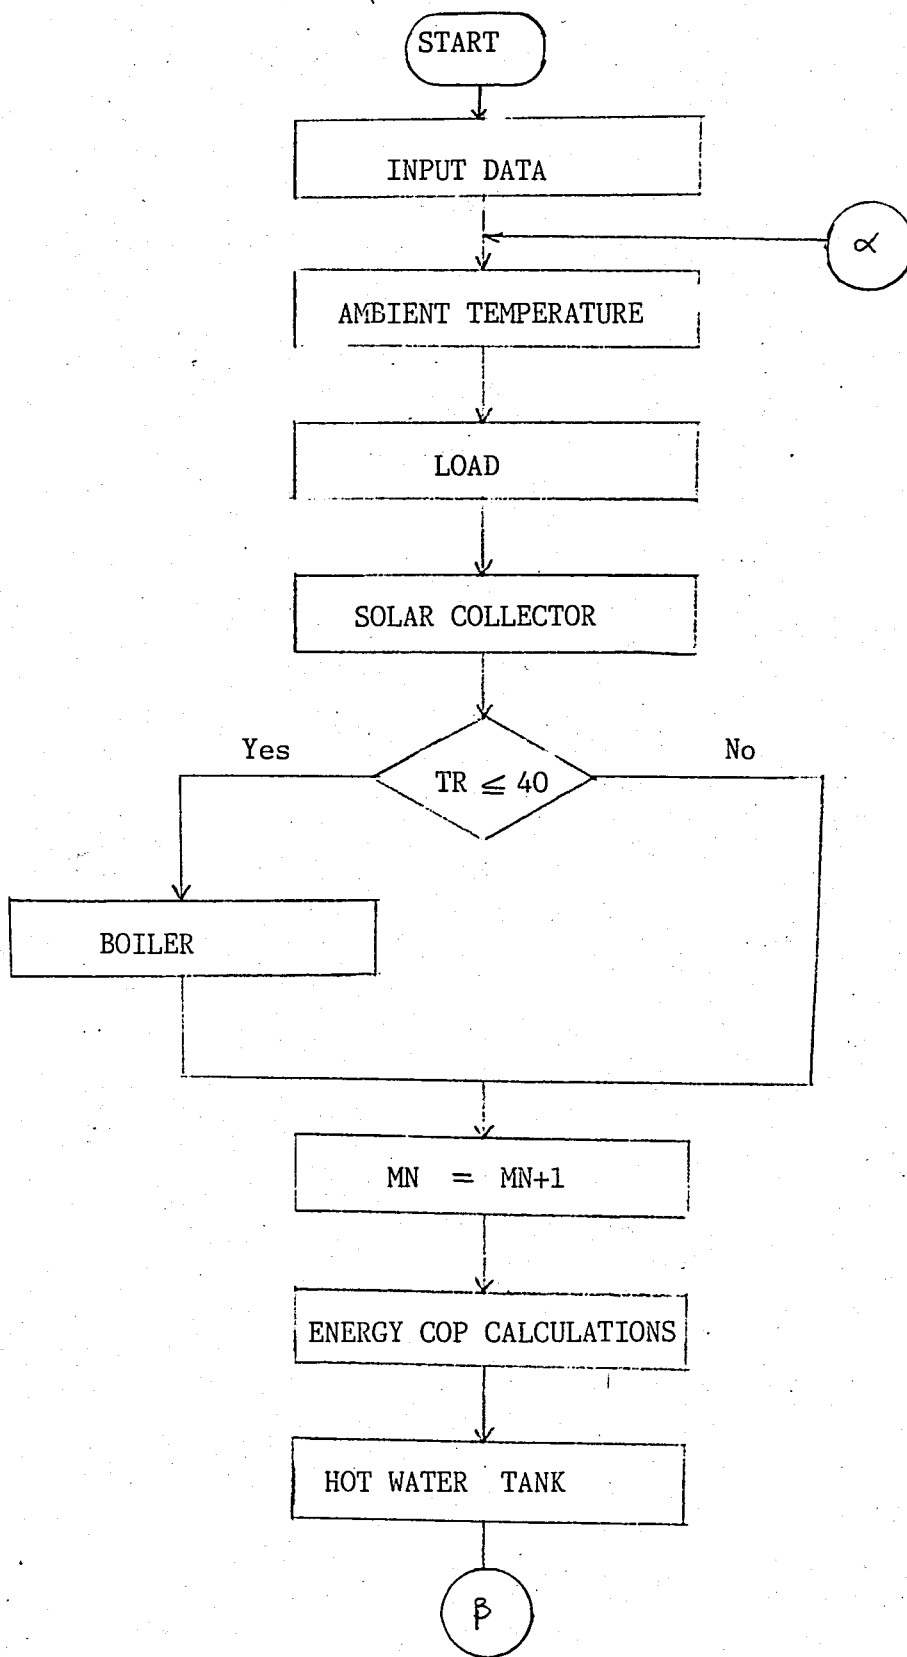 START
INPUT DATA
α
AMBIENT TEMPERATURE
LOAD
SOLAR COLLECTOR
Yes
No
TR ≦ 40
BOILER
MN = MN+1
ENERGY COP CALCULATIONS
HOT WATER TANK
β